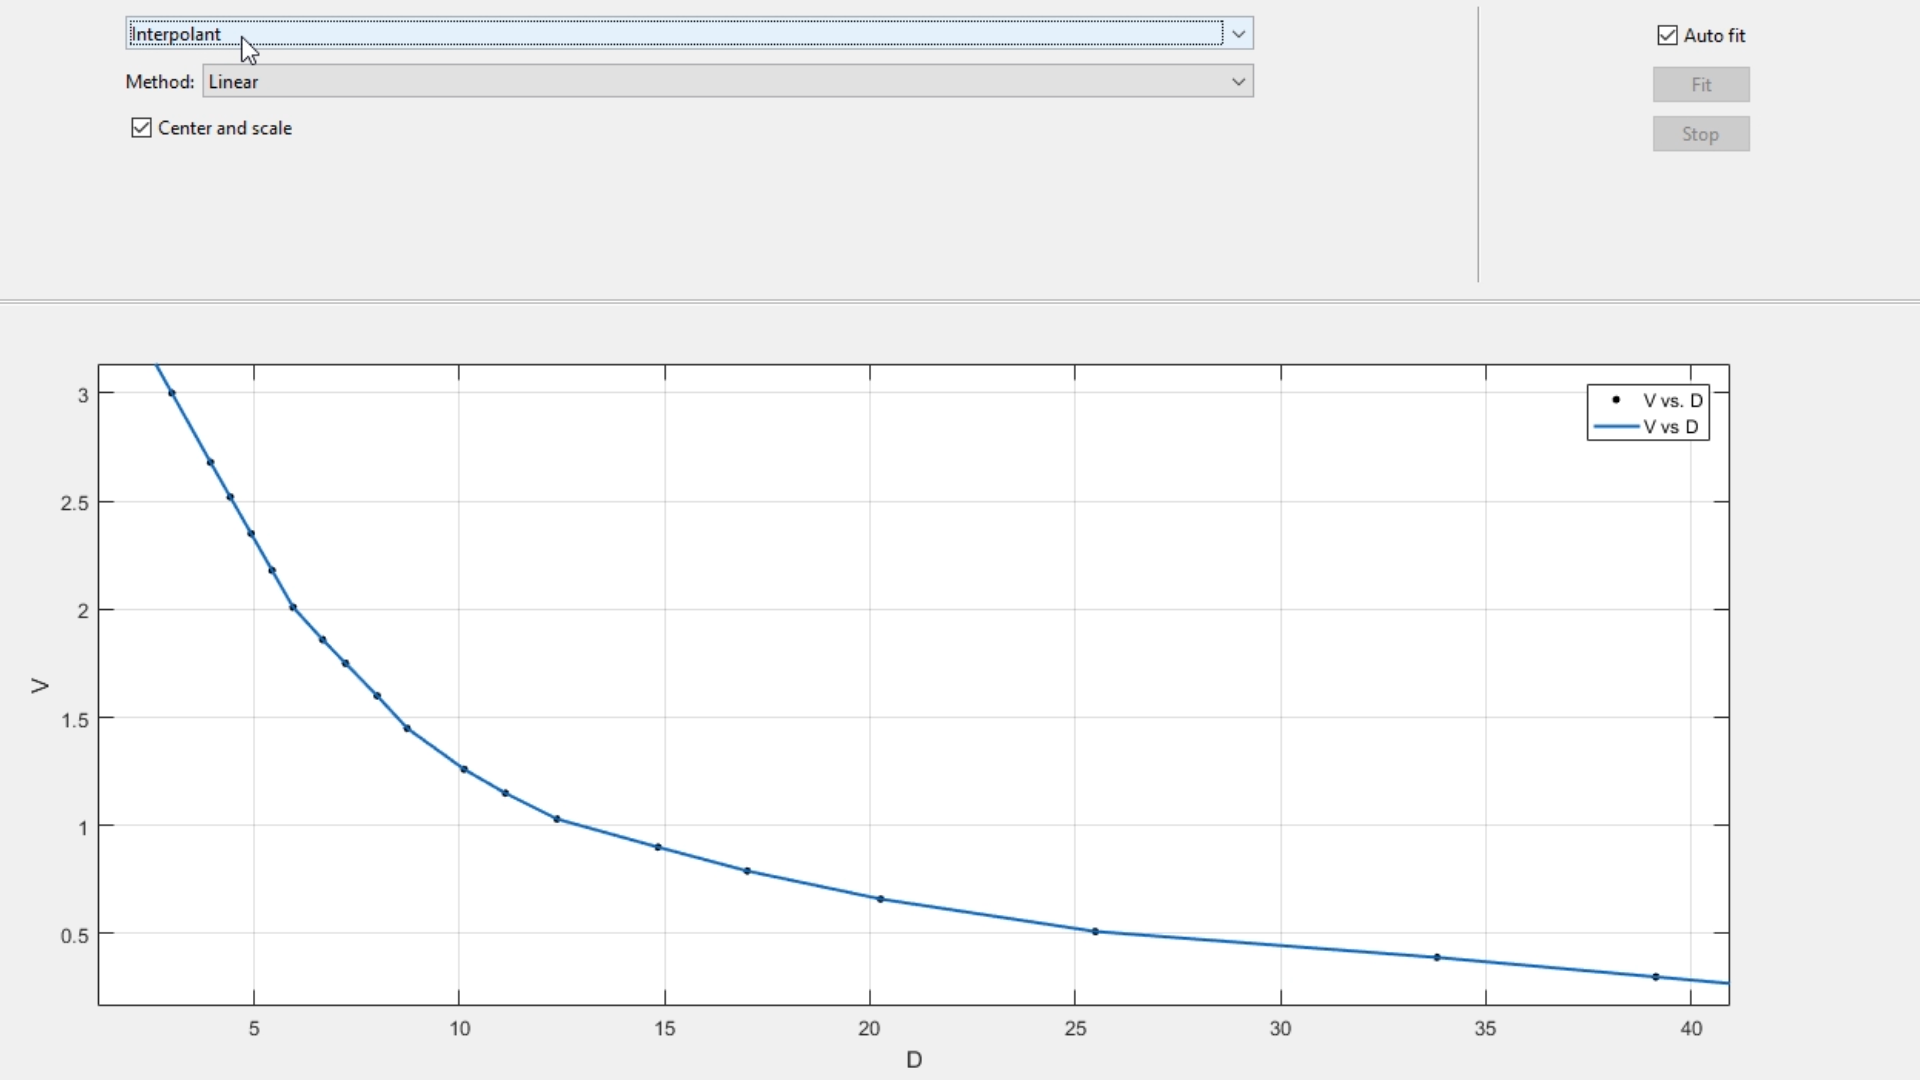 Interpolant
Auto fit
Method: Linear
Fit
Center and scale
Stop
V vs. D
V vs D
3
2.5
2
1.5
1
0.5
V
5 10 15 20 25 30 35 40
D